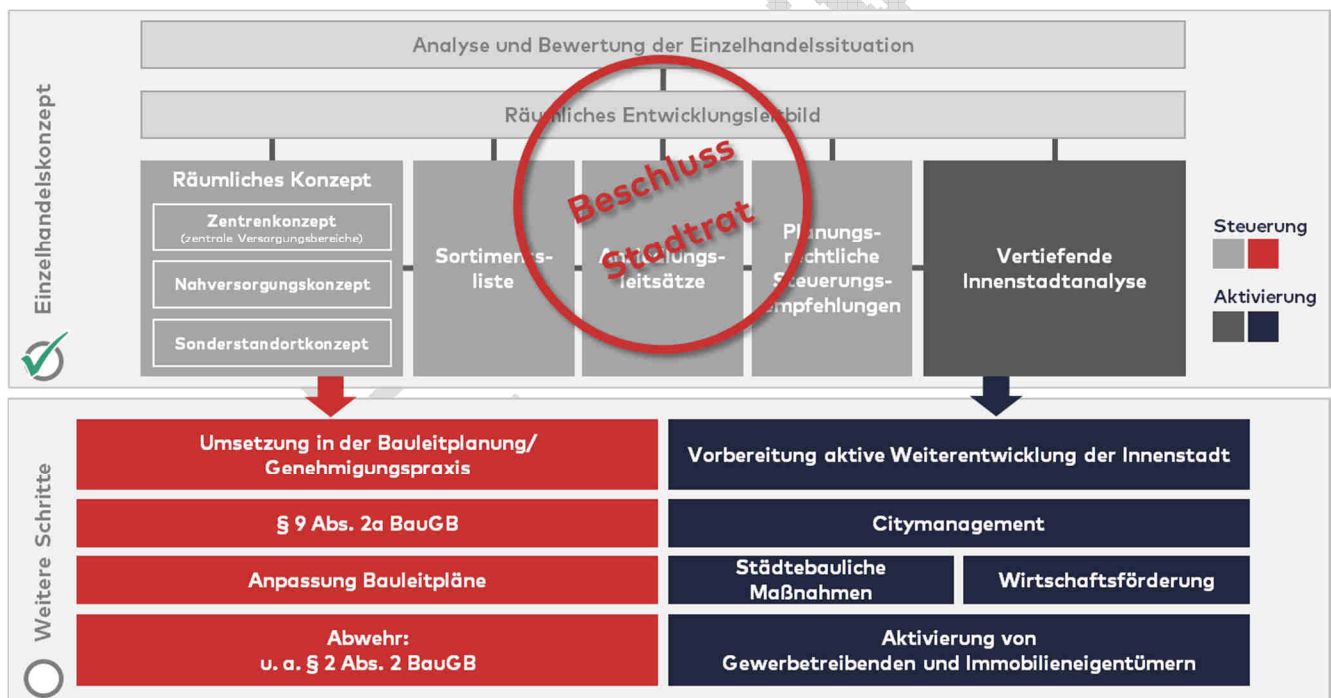 Einzelhandelskonzept
Analyse und Bewertung der Einzelhandelssituation
Räumliches Entwicklungsleitbild
Räumliches Konzept
Zentrenkonzept
(zentrale Versorgungsbereiche)
Nahversorgungskonzept
Sonderstandortkonzept
Sortiments-
liste
Ansiedlungs-
leitsätze
Planungs-
rechtliche
Steuerungs-
empfehlungen
Vertiefende
Innenstadtanalyse
Beschluss
Stadtrat
Steuerung
Aktivierung
Weitere Schritte
Umsetzung in der Bauleitplanung/
Genehmigungspraxis
§ 9 Abs. 2a BauGB
Anpassung Bauleitpläne
Abwehr:
u. a. § 2 Abs. 2 BauGB
Vorbereitung aktive Weiterentwicklung der Innenstadt
Citymanagement
Städtebauliche
Maßnahmen
Wirtschaftsförderung
Aktivierung von
Gewerbetreibenden und Immobilieneigentümern